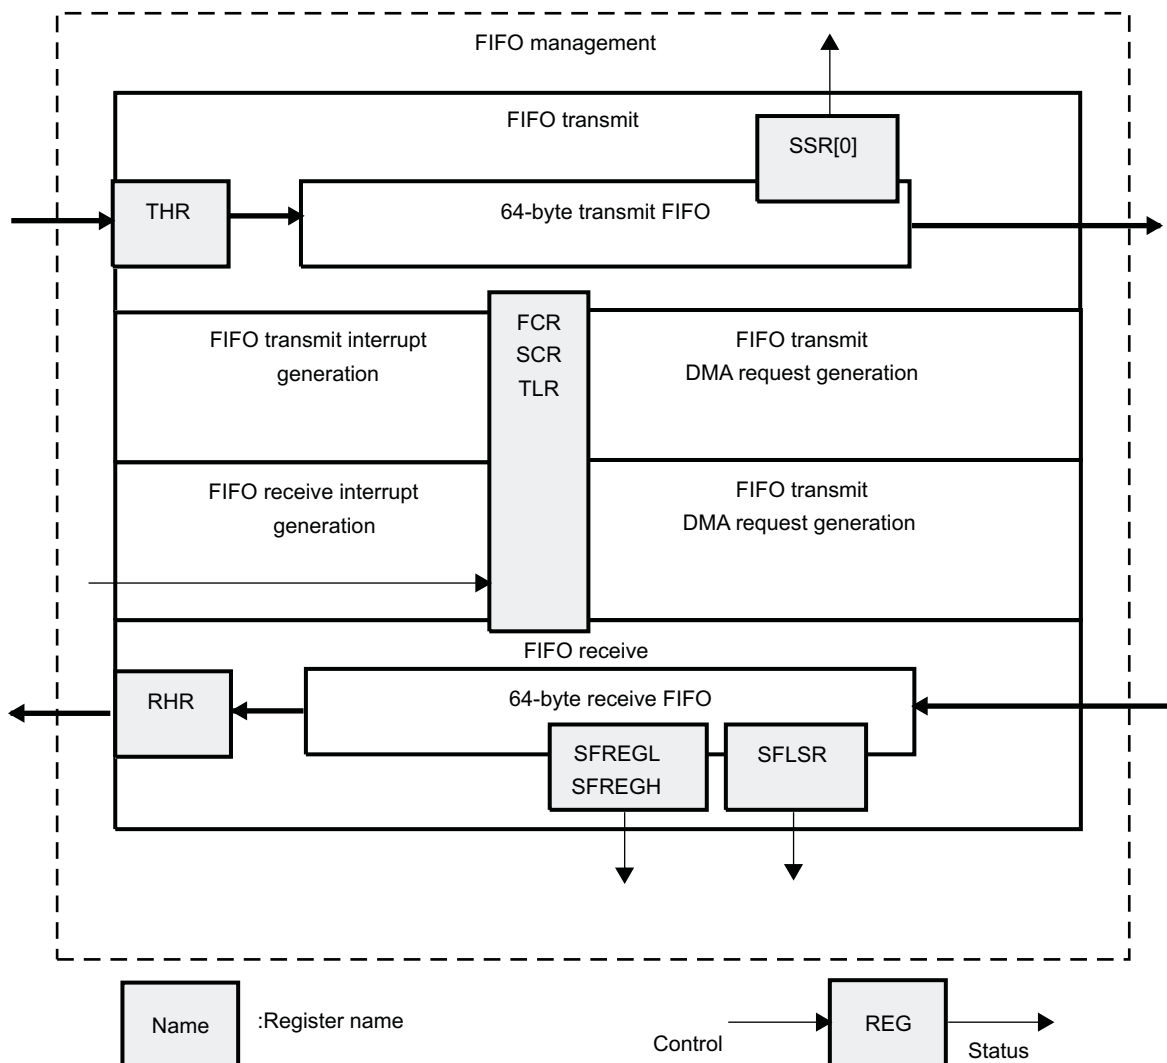 FIFO management
FIFO transmit
SSR[0]
THR
64-byte transmit FIFO
FCR
SCR
TLR
FIFO transmit interrupt
generation
FIFO transmit
DMA request generation
FIFO receive interrupt
generation
FIFO transmit
DMA request generation
FIFO receive
RHR
64-byte receive FIFO
SFREGL
SFREGH
SFLSR
Name
:Register name
Control
REG
Status